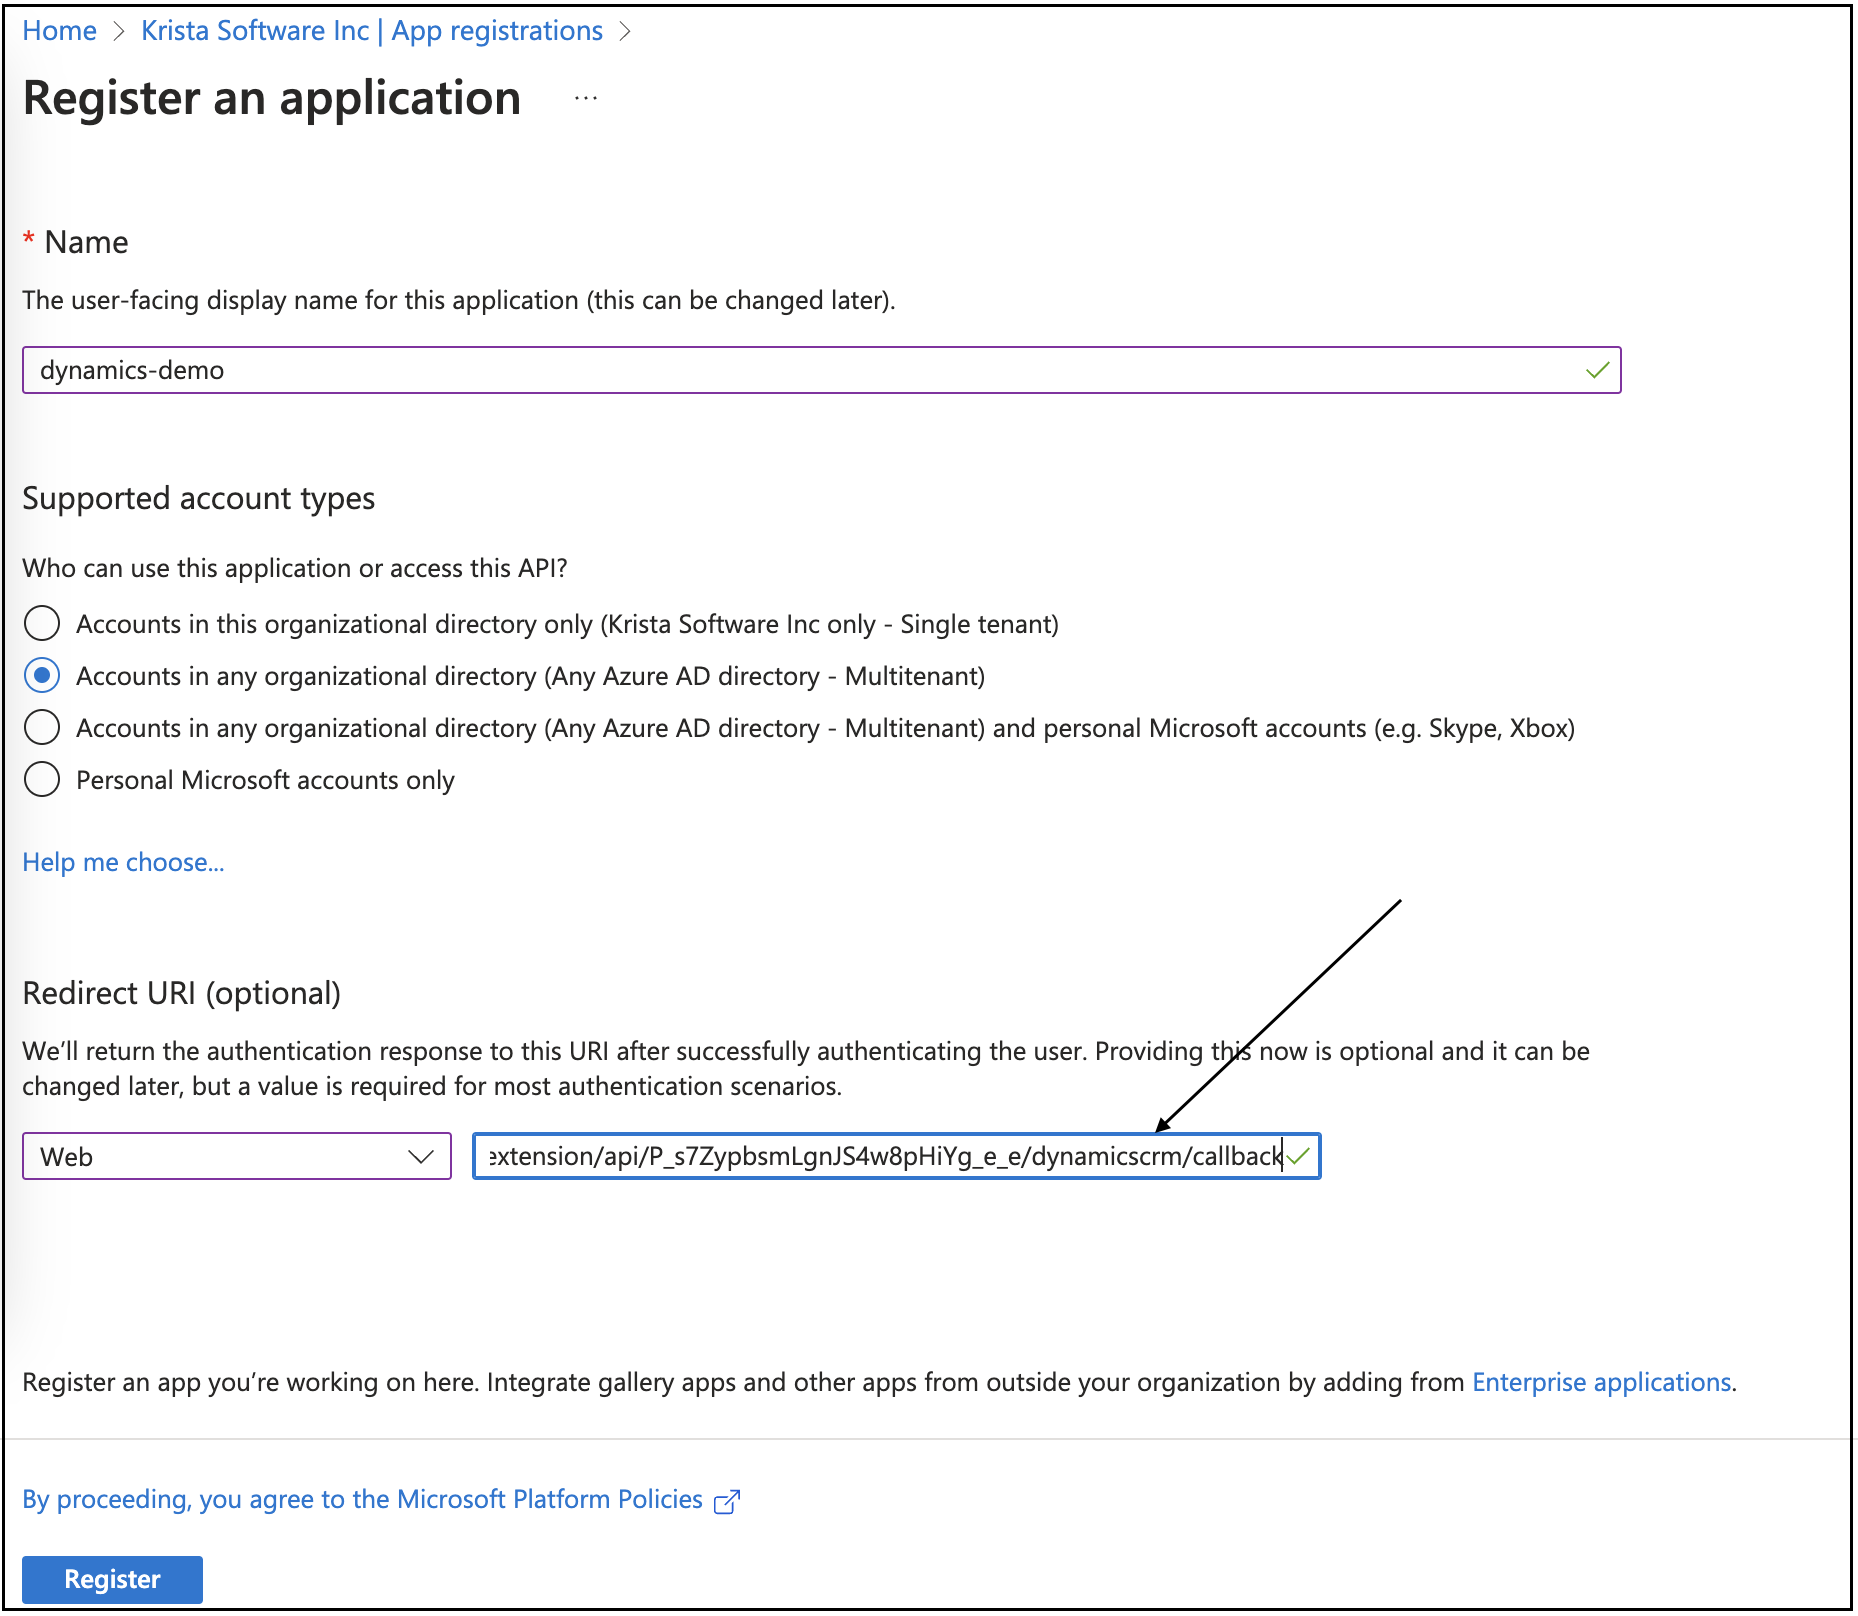 Home > Krista Software Inc | App registrations >
Register an application ...
* Name
The user-facing display name for this application (this can be changed later).
dynamics-demo
Supported account types
Who can use this application or access this API?
Accounts in this organizational directory only (Krista Software Inc only - Single tenant)
Accounts in any organizational directory (Any Azure AD directory - Multitenant)
Accounts in any organizational directory (Any Azure AD directory - Multitenant) and personal Microsoft accounts (e.g. Skype, Xbox)
Personal Microsoft accounts only
Help me choose...
Redirect URI (optional)
We’ll return the authentication response to this URI after successfully authenticating the user. Providing this now is optional and it can be
changed later, but a value is required for most authentication scenarios.
Web extension/api/P_s7ZypbsmLgnJS4w8pHiYg_e_e/dynamicscrm/callback
Register an app you’re working on here. Integrate gallery apps and other apps from outside your organization by adding from Enterprise applications.
By proceeding, you agree to the Microsoft Platform Policies
Register